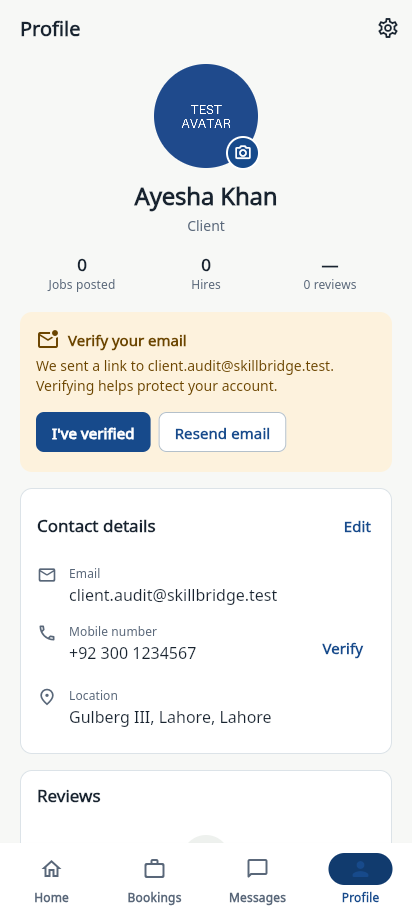 Profile
TEST
AVATAR
Ayesha Khan
Client
0
Jobs posted
0
Hires
—
0 reviews
Verify your email
We sent a link to client.audit@skillbridge.test.
Verifying helps protect your account.
I've verified
Resend email
Contact details
Edit
Email
client.audit@skillbridge.test
Mobile number
+92 300 1234567
Verify
Location
Gulberg III, Lahore, Lahore
Reviews
Home
Bookings
Messages
Profile